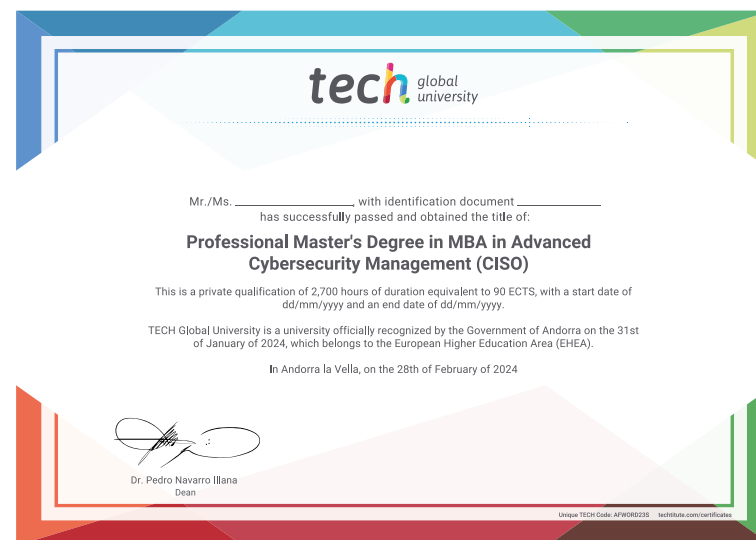 tech global
university
Mr./Ms. ____________________, with identification document ______________
has successfully passed and obtained the title of:
Professional Master's Degree in MBA in Advanced
Cybersecurity Management (CISO)
This is a private qualification of 2,700 hours of duration equivalent to 90 ECTS, with a start date of
dd/mm/yyyy and an end date of dd/mm/yyyy.
TECH Global University is a university officially recognized by the Government of Andorra on the 31st
of January of 2024, which belongs to the European Higher Education Area (EHEA).
In Andorra la Vella, on the 28th of February of 2024
Dr. Pedro Navarro Illana
Dean
Unique TECH Code: AFWORD23S techtitute.com/certificates